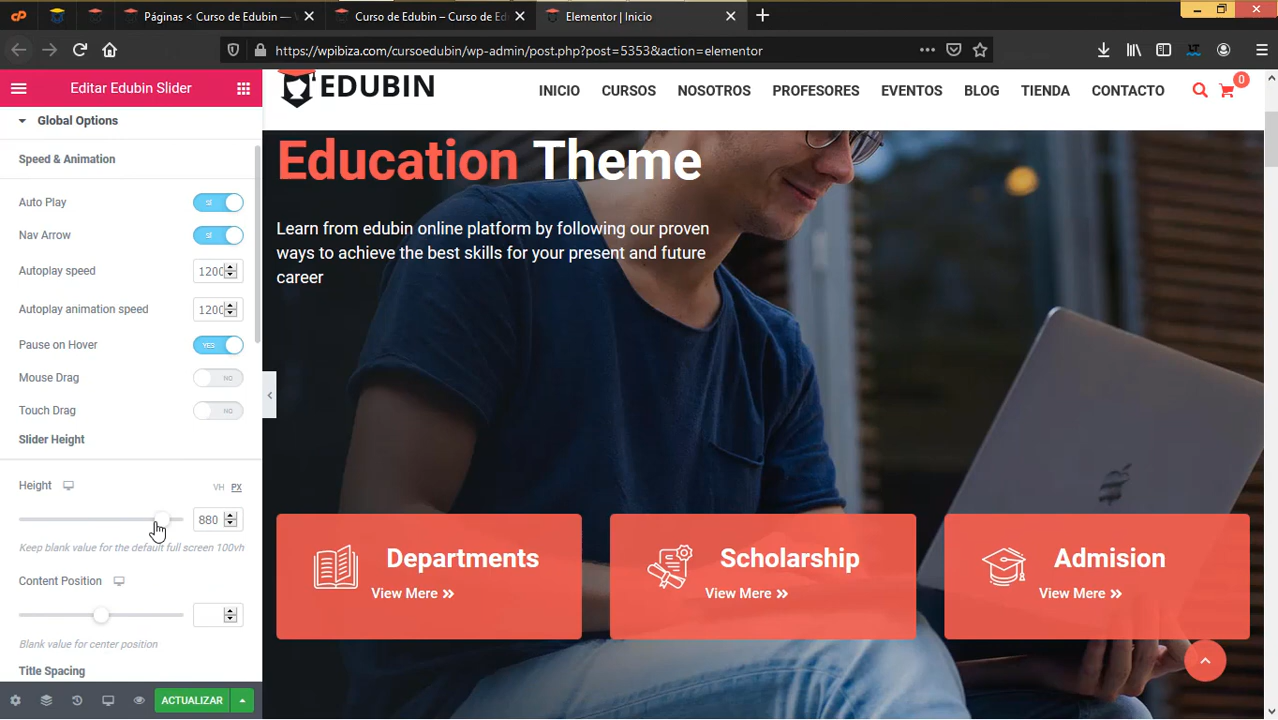 Páginas < Curso de Edubin —
Curso de Edubin – Curso de Ed
Elementor | Inicio
https://wpibiza.com/cursoedubin/wp-admin/post.php?post=5353&action=elementor
Editar Edubin Slider
Global Options
Speed & Animation
Auto Play
SÍ
Nav Arrow
SÍ
Autoplay speed
1200
Autoplay animation speed
1200
Pause on Hover
YES
Mouse Drag
NO
Touch Drag
NO
Slider Height
Height
VH PX
880
Keep blank value for the default full screen 100vh
Content Position
Blank value for center position
Title Spacing
ACTUALIZAR
EDUBIN
INICIO CURSOS NOSOTROS PROFESORES EVENTOS BLOG TIENDA CONTACTO
0
Education Theme
Learn from edubin online platform by following our proven
ways to achieve the best skills for your present and future
career
Departments
View Mere
Scholarship
View Mere
Admision
View Mere